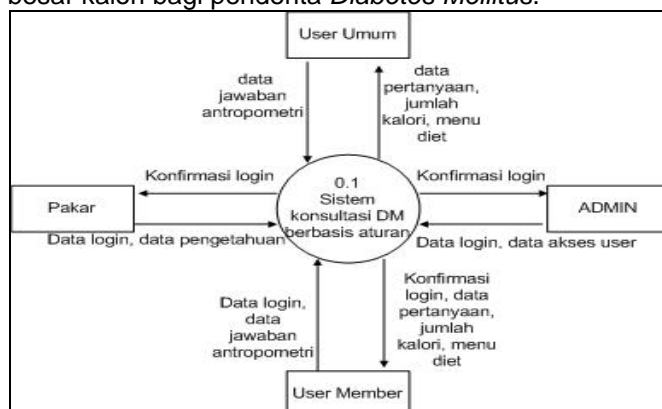 besar kalori bagi penderita Diabetes Mellitus.
User Umum
data
jawaban
antropometri
data
pertanyaan,
jumlah
kalori, menu
diet
Konfirmasi login
Konfirmasi login
Pakar
0.1
Sistem
konsultasi DM
berbasis aturan
ADMIN
Data login, data pengetahuan
Data login, data akses user
Data login,
data
jawaban
antropometri
Konfirmasi
login, data
pertanyaan,
jumlah
kalori, menu
diet
User Member